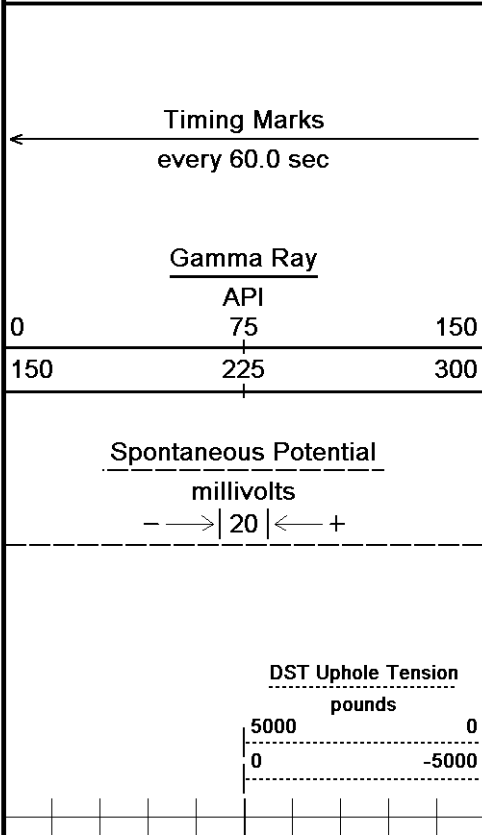 Timing Marks
every 60.0 sec
Gamma Ray
API
0 75 150
150 225 300
Spontaneous Potential
millivolts
− →| 20 |← +
DST Uphole Tension
pounds
5000 0
0 -5000